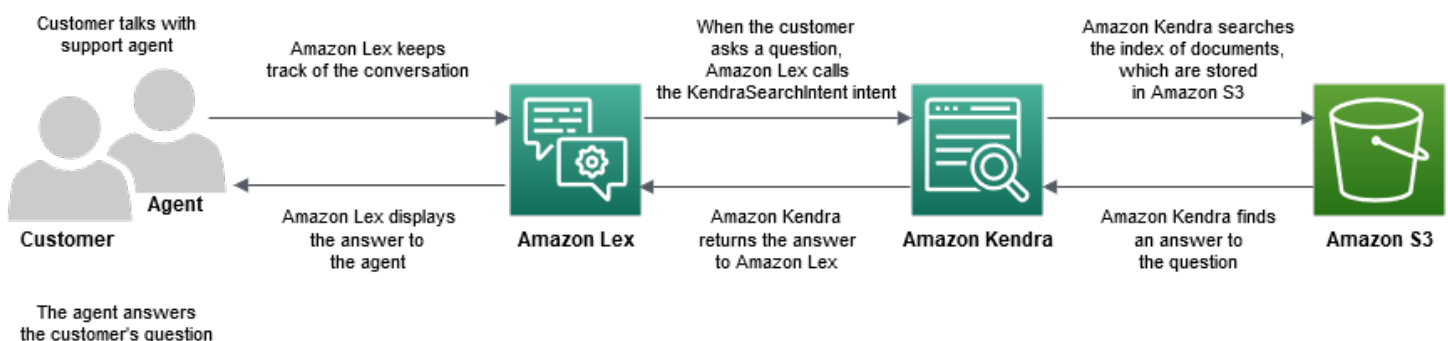 Customer talks with
support agent
Amazon Lex keeps
track of the conversation
When the customer
asks a question,
Amazon Lex calls
the KendraSearchIntent intent
Amazon Kendra searches
the index of documents,
which are stored
in Amazon S3
Agent
Customer
Amazon Lex displays
the answer to
the agent
Amazon Lex
Amazon Kendra
returns the answer
to Amazon Lex
Amazon Kendra
Amazon Kendra finds
an answer to
the question
Amazon S3
The agent answers
the customer's question